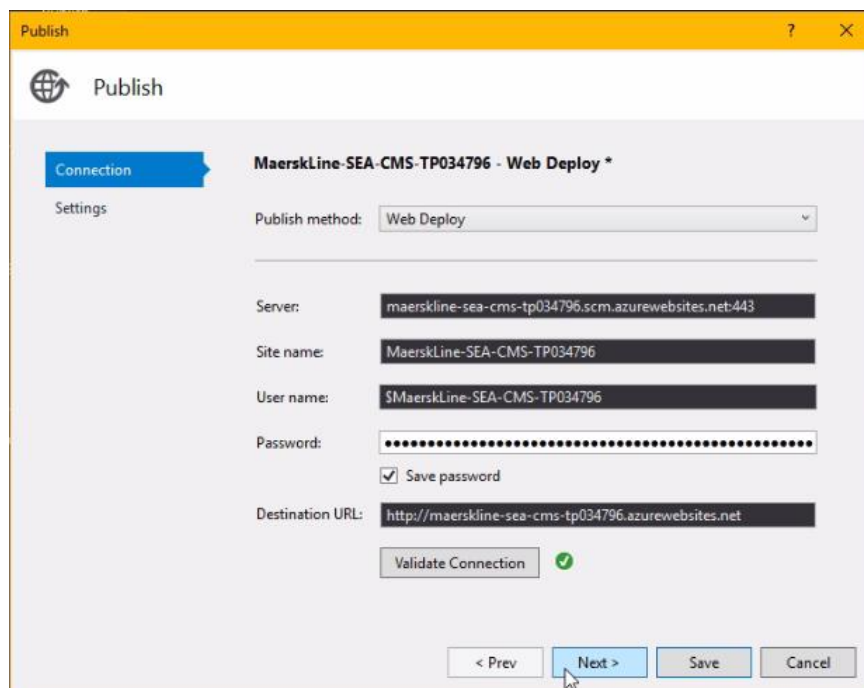 Publish ?
Publish
Connection
Settings
MaerskLine-SEA-CMS-TP034796 - Web Deploy *
Publish method: Web Deploy
Server: maerskline-sea-cms-tp034796.scm.azurewebsites.net:443
Site name: MaerskLine-SEA-CMS-TP034796
User name: $MaerskLine-SEA-CMS-TP034796
Password: ●●●●●●●●●●●●●●●●●●●●●●●●●●●●●●●●●●●●●●●●●●●●●●●●●●●
Save password
Destination URL: http://maerskline-sea-cms-tp034796.azurewebsites.net
Validate Connection
< Prev Next > Save Cancel